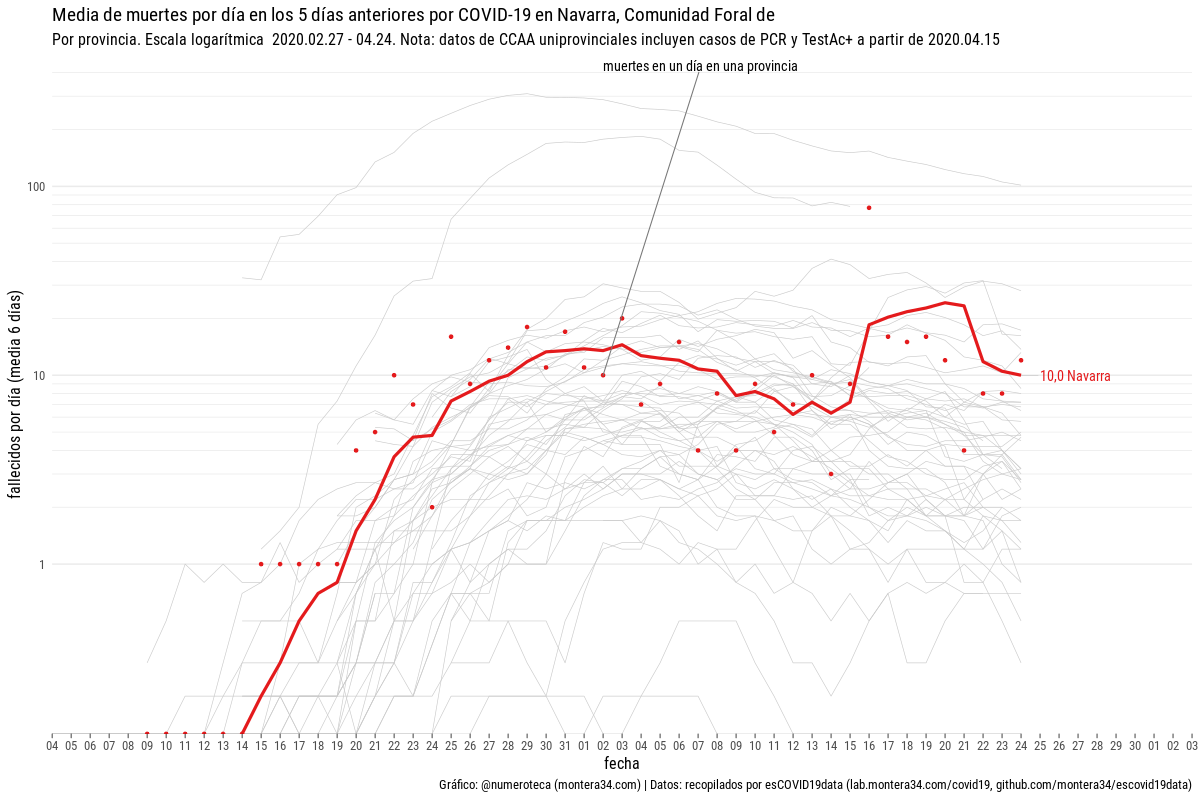 Media de muertes por día en los 5 días anteriores por COVID-19 en Navarra, Comunidad Foral de
Por provincia. Escala logarítmica  2020.02.27 - 04.24. Nota: datos de CCAA uniprovinciales incluyen casos de PCR y TestAc+ a partir de 2020.04.15
muertes en un día en una provincia
100
10
1
fallecidos por día (media 6 días)
10,0 Navarra
04 05 06 07 08 09 10 11 12 13 14 15 16 17 18 19 20 21 22 23 24 25 26 27 28 29 30 31 01 02 03 04 05 06 07 08 09 10 11 12 13 14 15 16 17 18 19 20 21 22 23 24 25 26 27 28 29 30 01 02 03
fecha
Gráfico: @numeroteca (montera34.com) | Datos: recopilados por esCOVID19data (lab.montera34.com/covid19, github.com/montera34/escovid19data)